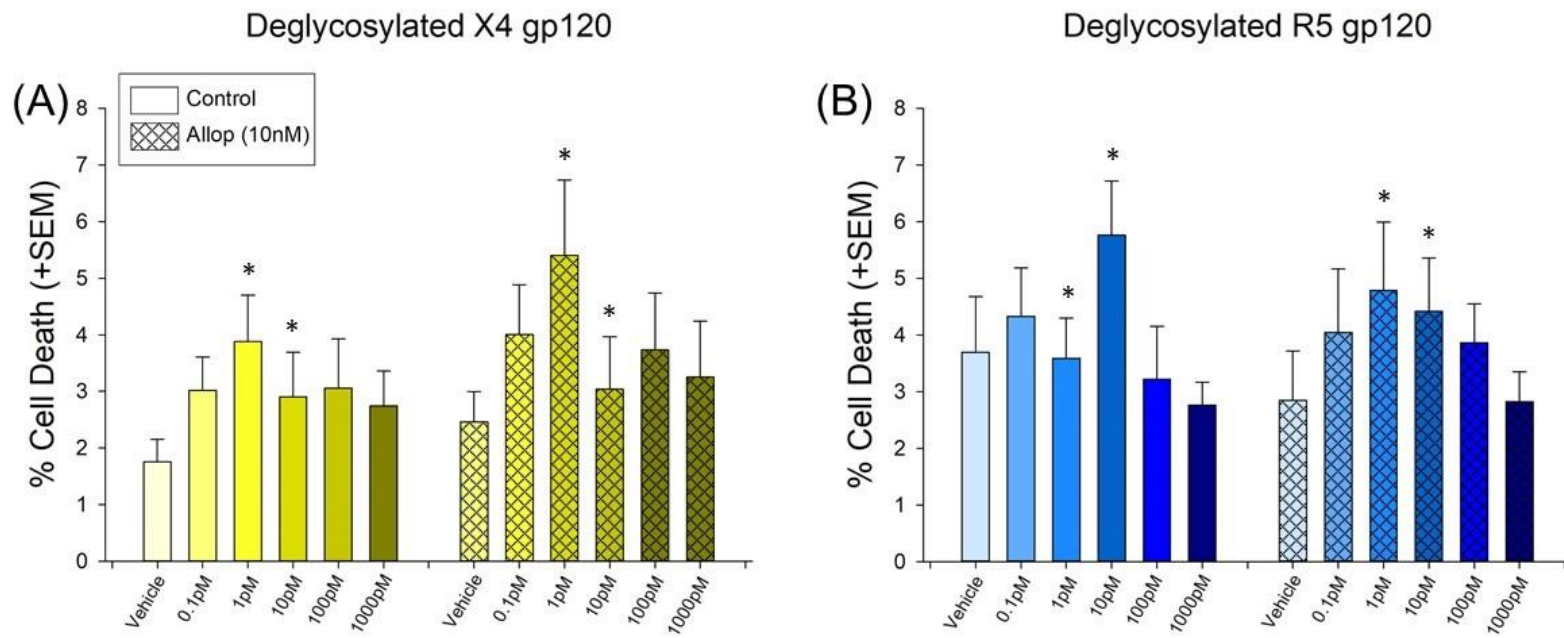 Deglycosylated X4 gp120
Deglycosylated R5 gp120
(A)
Control
Allop (10nM)
% Cell Death (+SEM)
8
7
6
5
4
3
2
1
0
*
*
*
*
Vehicle
0.1pM
1pM
10pM
100pM
1000pM
Vehicle
0.1pM
1pM
10pM
100pM
1000pM
(B)
% Cell Death (+SEM)
8
7
6
5
4
3
2
1
0
*
*
*
*
Vehicle
0.1pM
1pM
10pM
100pM
1000pM
Vehicle
0.1pM
1pM
10pM
100pM
1000pM